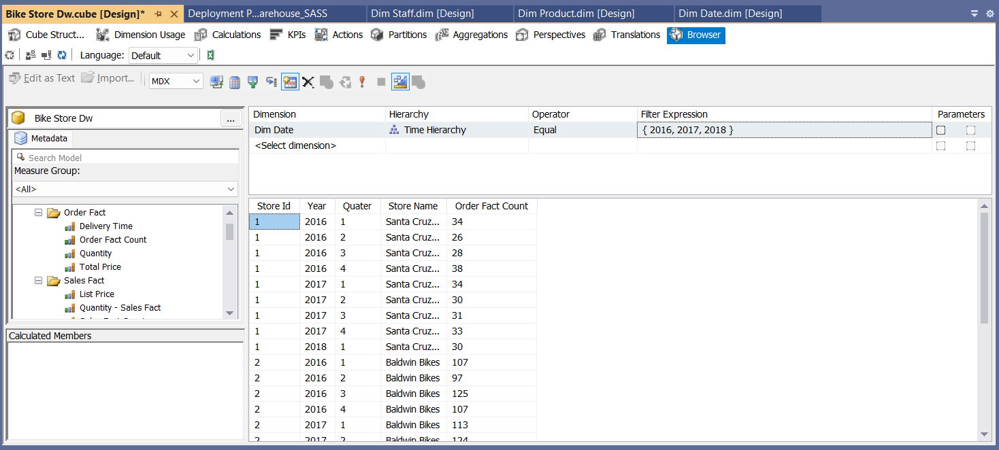 Bike Store Dw.cube [Design]* Deployment P...arehouse_SASS Dim Staff.dim [Design] Dim Product.dim [Design] Dim Date.dim [Design]
Cube Struct... Dimension Usage Calculations KPIs Actions Partitions Aggregations Perspectives Translations Browser
Language: Default
Edit as Text Import... MDX
Bike Store Dw ...
Metadata
Search Model
Measure Group:
<All>
Order Fact
Delivery Time
Order Fact Count
Quantity
Total Price
Sales Fact
List Price
Quantity - Sales Fact
Calculated Members
Dimension Hierarchy Operator Filter Expression Parameters
Dim Date Time Hierarchy Equal { 2016, 2017, 2018 }
<Select dimension>
Store Id Year Quater Store Name Order Fact Count
1 2016 1 Santa Cruz... 34
1 2016 2 Santa Cruz... 26
1 2016 3 Santa Cruz... 28
1 2016 4 Santa Cruz... 38
1 2017 1 Santa Cruz... 34
1 2017 2 Santa Cruz... 30
1 2017 3 Santa Cruz... 31
1 2017 4 Santa Cruz... 33
1 2018 1 Santa Cruz... 30
2 2016 1 Baldwin Bikes 107
2 2016 2 Baldwin Bikes 97
2 2016 3 Baldwin Bikes 125
2 2016 4 Baldwin Bikes 107
2 2017 1 Baldwin Bikes 113
2 2017 2 Baldwin Bikes 124